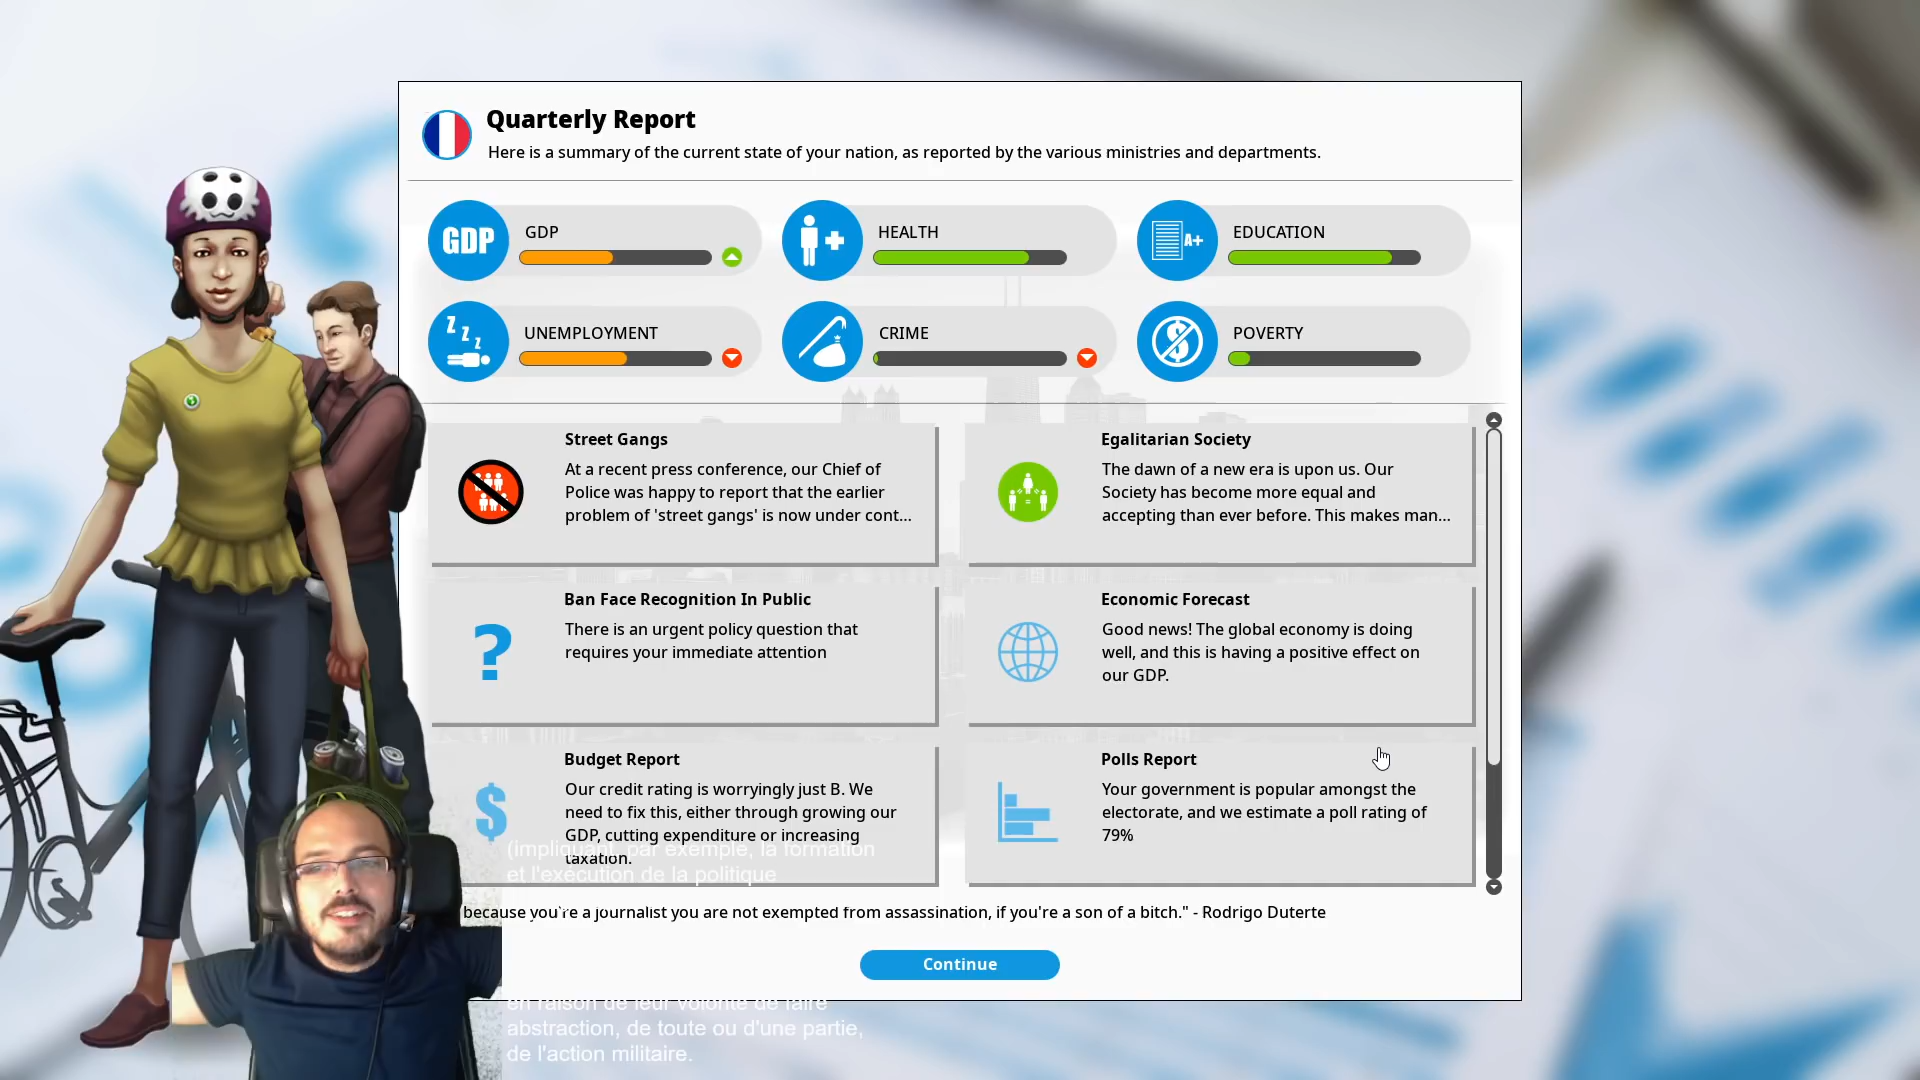 Quarterly Report
Here is a summary of the current state of your nation, as reported by the various ministries and departments.
GDP
GDP
HEALTH
A+
EDUCATION
Z
Z
Z
UNEMPLOYMENT
CRIME
$
POVERTY
Street Gangs
At a recent press conference, our Chief of
Police was happy to report that the earlier
problem of 'street gangs' is now under cont...
Egalitarian Society
The dawn of a new era is upon us. Our
Society has become more equal and
accepting than ever before. This makes man...
?
Ban Face Recognition In Public
There is an urgent policy question that
requires your immediate attention
Economic Forecast
Good news! The global economy is doing
well, and this is having a positive effect on
our GDP.
$
Budget Report
Our credit rating is worryingly just B. We
need to fix this, either through growing our
GDP, cutting expenditure or increasing
taxation.
Polls Report
Your government is popular amongst the
electorate, and we estimate a poll rating of
79%
(impliquant, par exemple, la formation
et l'exécution de la politique
because you're a journalist you are not exempted from assassination, if you're a son of a bitch." - Rodrigo Duterte
Continue
en raison de leur volonté de faire
abstraction, de toute ou d'une partie,
de l'action militaire.